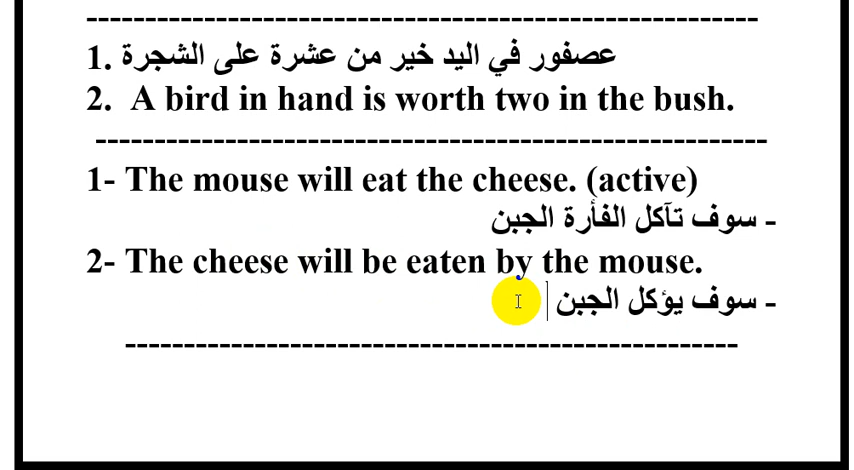 ------------------------------------------------------------
1. عصفور في اليد خير من عشرة على الشجرة
2. A bird in hand is worth two in the bush.
------------------------------------------------------------
1- The mouse will eat the cheese. (active)
- سوف تآكل الفأرة الجبن
2- The cheese will be eaten by the mouse.
- سوف يؤكل الجبن
------------------------------------------------------